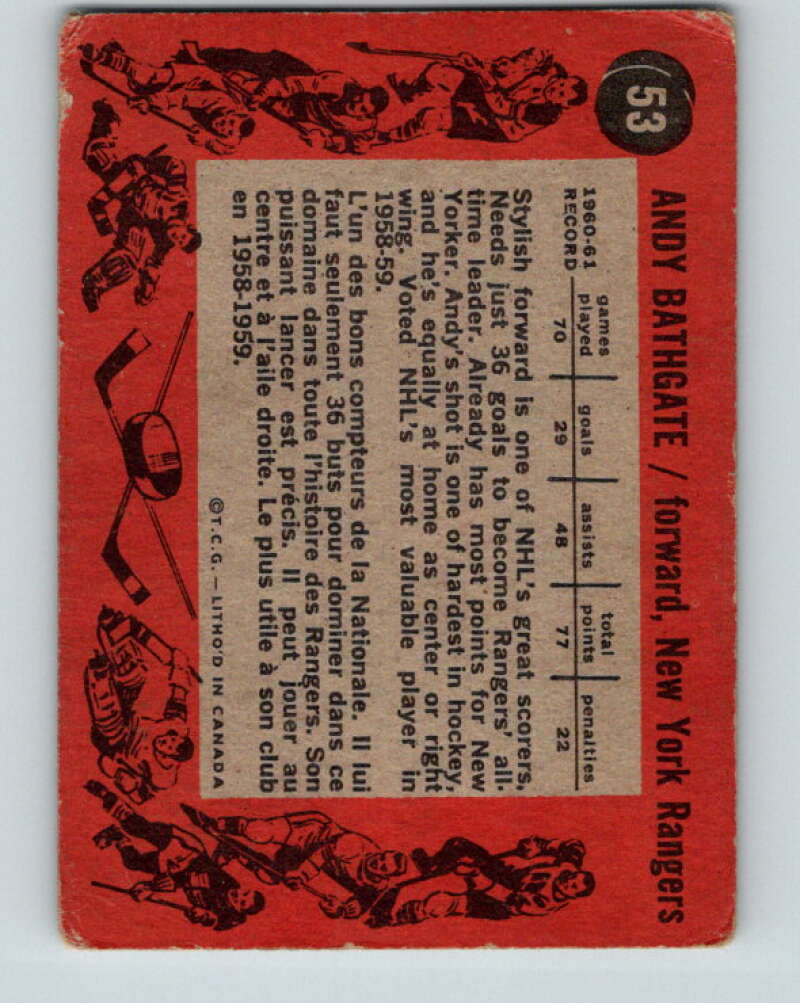 53
ANDY BATHGATE / forward, New York Rangers
1960-61 RECORD
games played goals assists total points penalties
70 29 48 77 22
Stylish forward is one of NHL's great scorers.
Needs just 36 goals to become Rangers' all-
time leader. Already has most points for New
Yorker. Andy's shot is one of hardest in hockey,
and he's equally at home as center or right
wing. Voted NHL's most valuable player in
1958-59.
L'un des bons compteurs de la Nationale. Il lui
faut seulement 36 buts pour dominer dans ce
domaine dans toute l'histoire des Rangers. Son
puissant lancer est précis. Il peut jouer au
centre et à l'aile droite. Le plus utile à son club
en 1958-1959.
©T.C.G. — LITHO'D IN CANADA